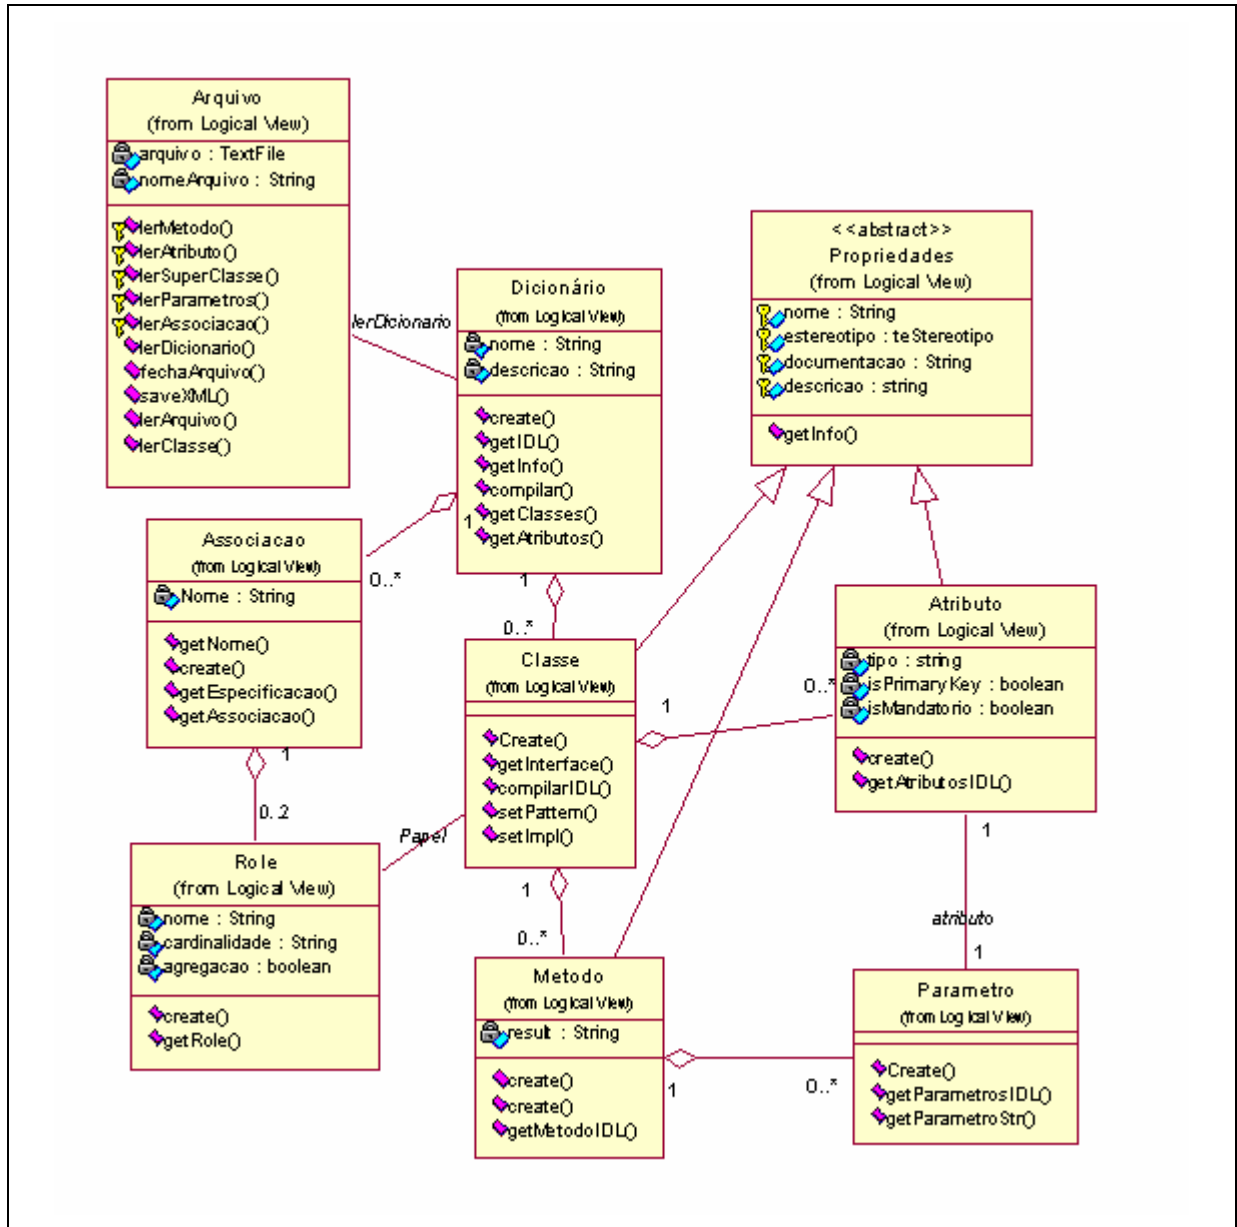 Arquivo
(from Logical View)
arquivo : TextFile
nomeArquivo : String
lerMetodo()
lerAtributo()
lerSuperClasse()
lerParametros()
lerAssociacao()
lerDicionario()
fechaArquivo()
saveXML()
lerArquivo()
lerClasse()
lerDicionario
Dicionário
(from Logical View)
nome : String
descricao : String
create()
getIDL()
getInfo()
compilar()
getClasses()
getAtributos()
<<abstract>>
Propriedades
(from Logical View)
nome : String
estereotipo : teStereotipo
documentacao : String
descricao : string
getInfo()
1
0..*
1
0..*
Associacao
(from Logical View)
Nome : String
getNome()
create()
getEspecificacao()
getAssociacao()
1
0..2
Classe
(from Logical View)
Create()
getInterface()
compilarIDL()
setPattern()
setImpl()
1
0..*
Atributo
(from Logical View)
tipo : string
isPrimaryKey : boolean
isMandatorio : boolean
create()
getAtributosIDL()
1
atributo
1
Papel
Role
(from Logical View)
nome : String
cardinalidade : String
agregacao : boolean
create()
getRole()
1
0..*
Metodo
(from Logical View)
result : String
create()
create()
getMetodoIDL()
1
0..*
Parametro
(from Logical View)
Create()
getParametrosIDL()
getParametroStr()